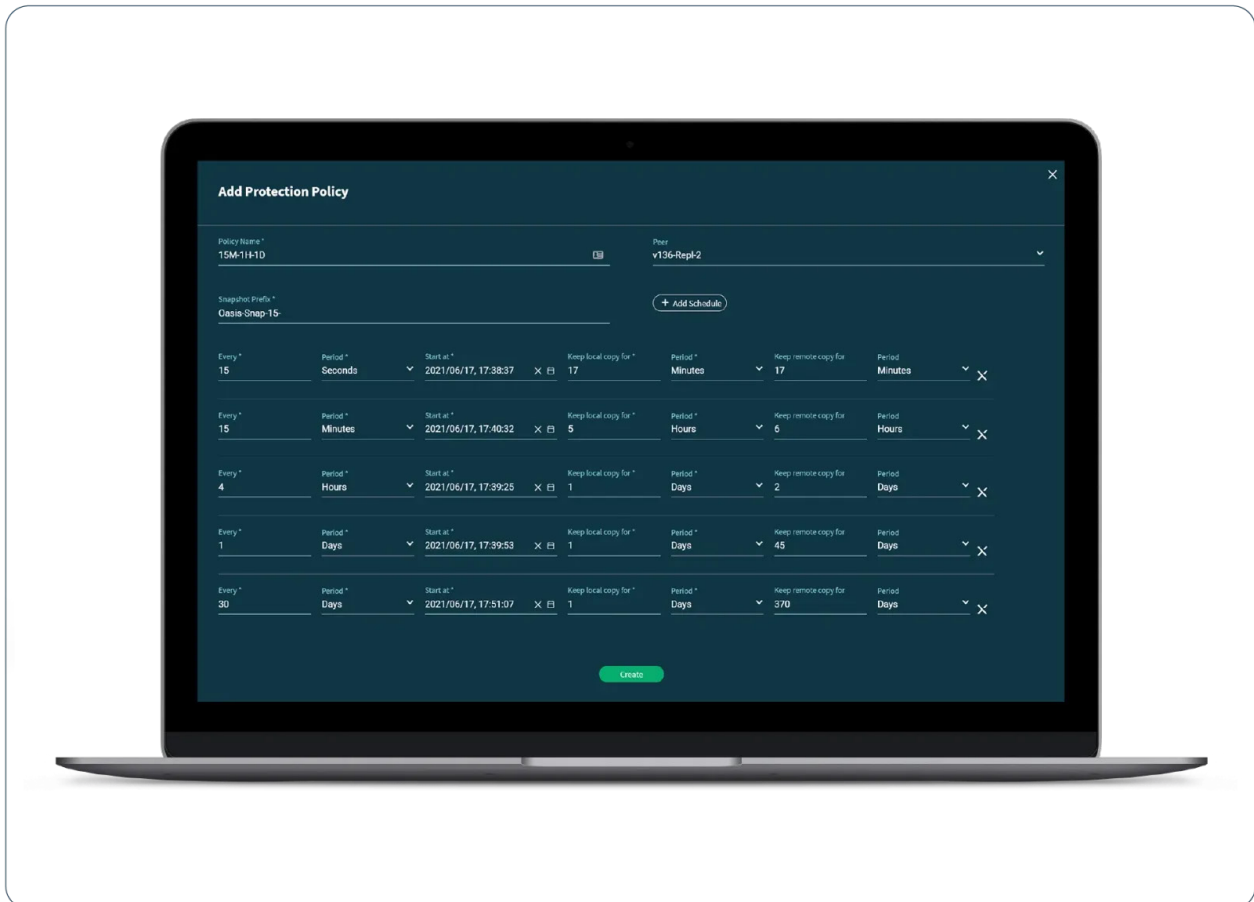 Add Protection Policy
Policy Name *
Peer
15M-1H-1D
v136-Repl-2
Snapshot Prefix *
+ Add Schedule
Oasis-Snap-15-
Every * Period * Start at * Keep local copy for * Period * Keep remote copy for Period
15 Seconds 2021/06/17, 17:38:37 17 Minutes 17 Minutes
Every * Period * Start at * Keep local copy for * Period * Keep remote copy for Period
15 Minutes 2021/06/17, 17:40:32 5 Hours 6 Hours
Every * Period * Start at * Keep local copy for * Period * Keep remote copy for Period
4 Hours 2021/06/17, 17:39:25 1 Days 2 Days
Every * Period * Start at * Keep local copy for * Period * Keep remote copy for Period
1 Days 2021/06/17, 17:39:53 1 Days 45 Days
Every * Period * Start at * Keep local copy for * Period * Keep remote copy for Period
30 Days 2021/06/17, 17:51:07 1 Days 370 Days
Create